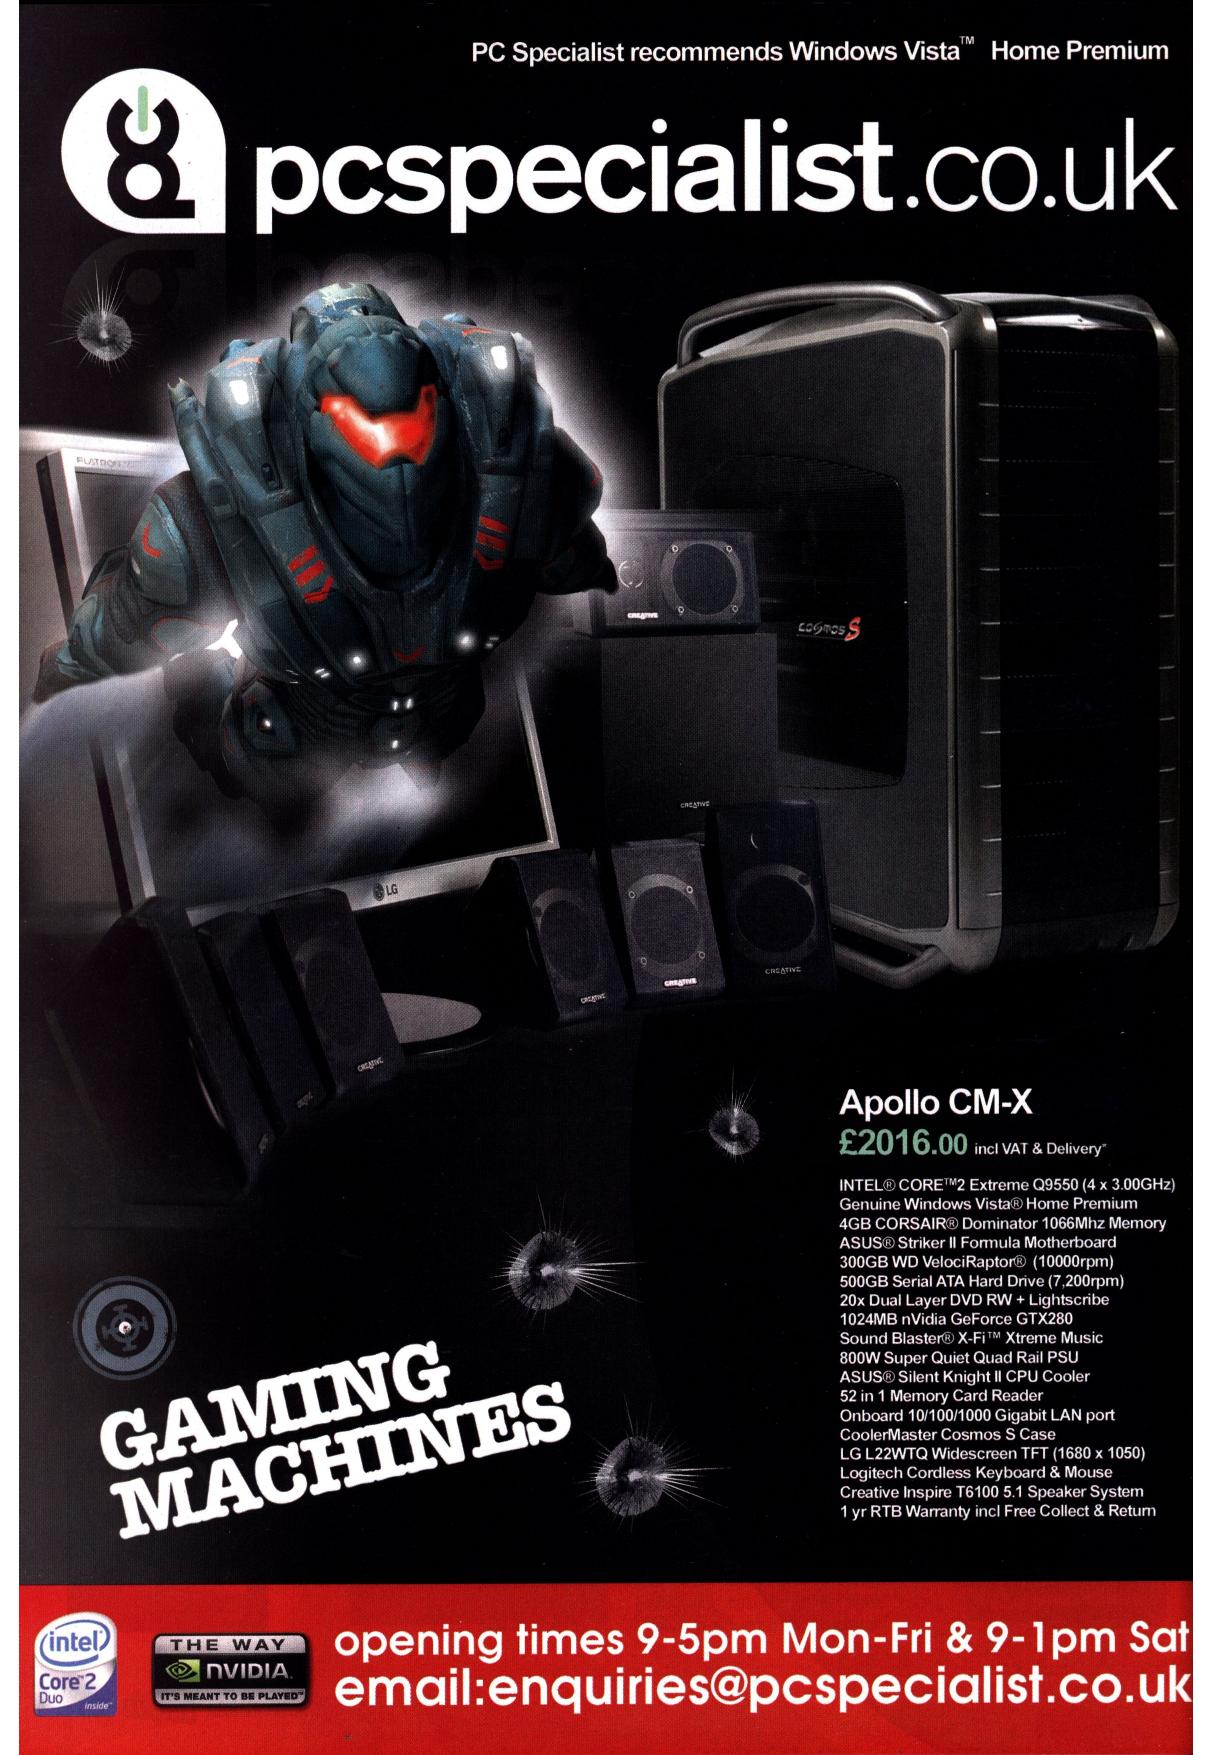 PC Specialist recommends Windows Vista™ Home Premium
pcspecialist.co.uk
FLATRON
CREATIVE
COSMOS S
CREATIVE
LG
CREATIVE
CREATIVE
CREATIVE
CREATIVE
Apollo CM-X
£2016.00 incl VAT & Delivery*
INTEL® CORE™2 Extreme Q9550 (4 x 3.00GHz)
Genuine Windows Vista® Home Premium
4GB CORSAIR® Dominator 1066Mhz Memory
ASUS® Striker II Formula Motherboard
300GB WD VelociRaptor® (10000rpm)
500GB Serial ATA Hard Drive (7,200rpm)
20x Dual Layer DVD RW + Lightscribe
1024MB nVidia GeForce GTX280
Sound Blaster® X-Fi™ Xtreme Music
800W Super Quiet Quad Rail PSU
ASUS® Silent Knight II CPU Cooler
52 in 1 Memory Card Reader
Onboard 10/100/1000 Gigabit LAN port
CoolerMaster Cosmos S Case
LG L22WTQ Widescreen TFT (1680 x 1050)
Logitech Cordless Keyboard & Mouse
Creative Inspire T6100 5.1 Speaker System
1 yr RTB Warranty incl Free Collect & Return
GAMING
MACHINES
intel
Core™2
Duo
inside™
THE WAY
NVIDIA.
IT'S MEANT TO BE PLAYED™
opening times 9-5pm Mon-Fri & 9-1pm Sat
email:enquiries@pcspecialist.co.uk